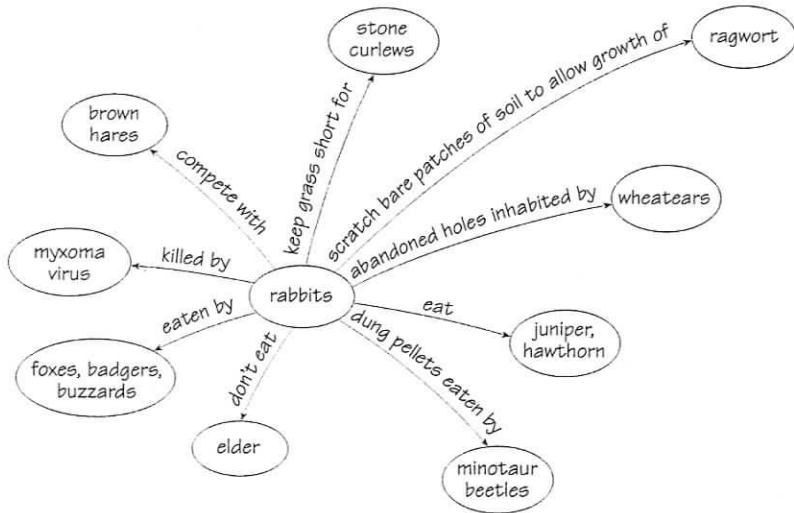 stone
curlews
ragwort
brown
hares
compete with
keep grass short for
scratch bare patches of soil to allow growth of
abandoned holes inhabited by
wheatears
myxoma
virus
killed by
rabbits
eat
juniper,
hawthorn
eaten by
foxes, badgers,
buzzards
don't eat
elder
dung pellets eaten by
minotaur
beetles